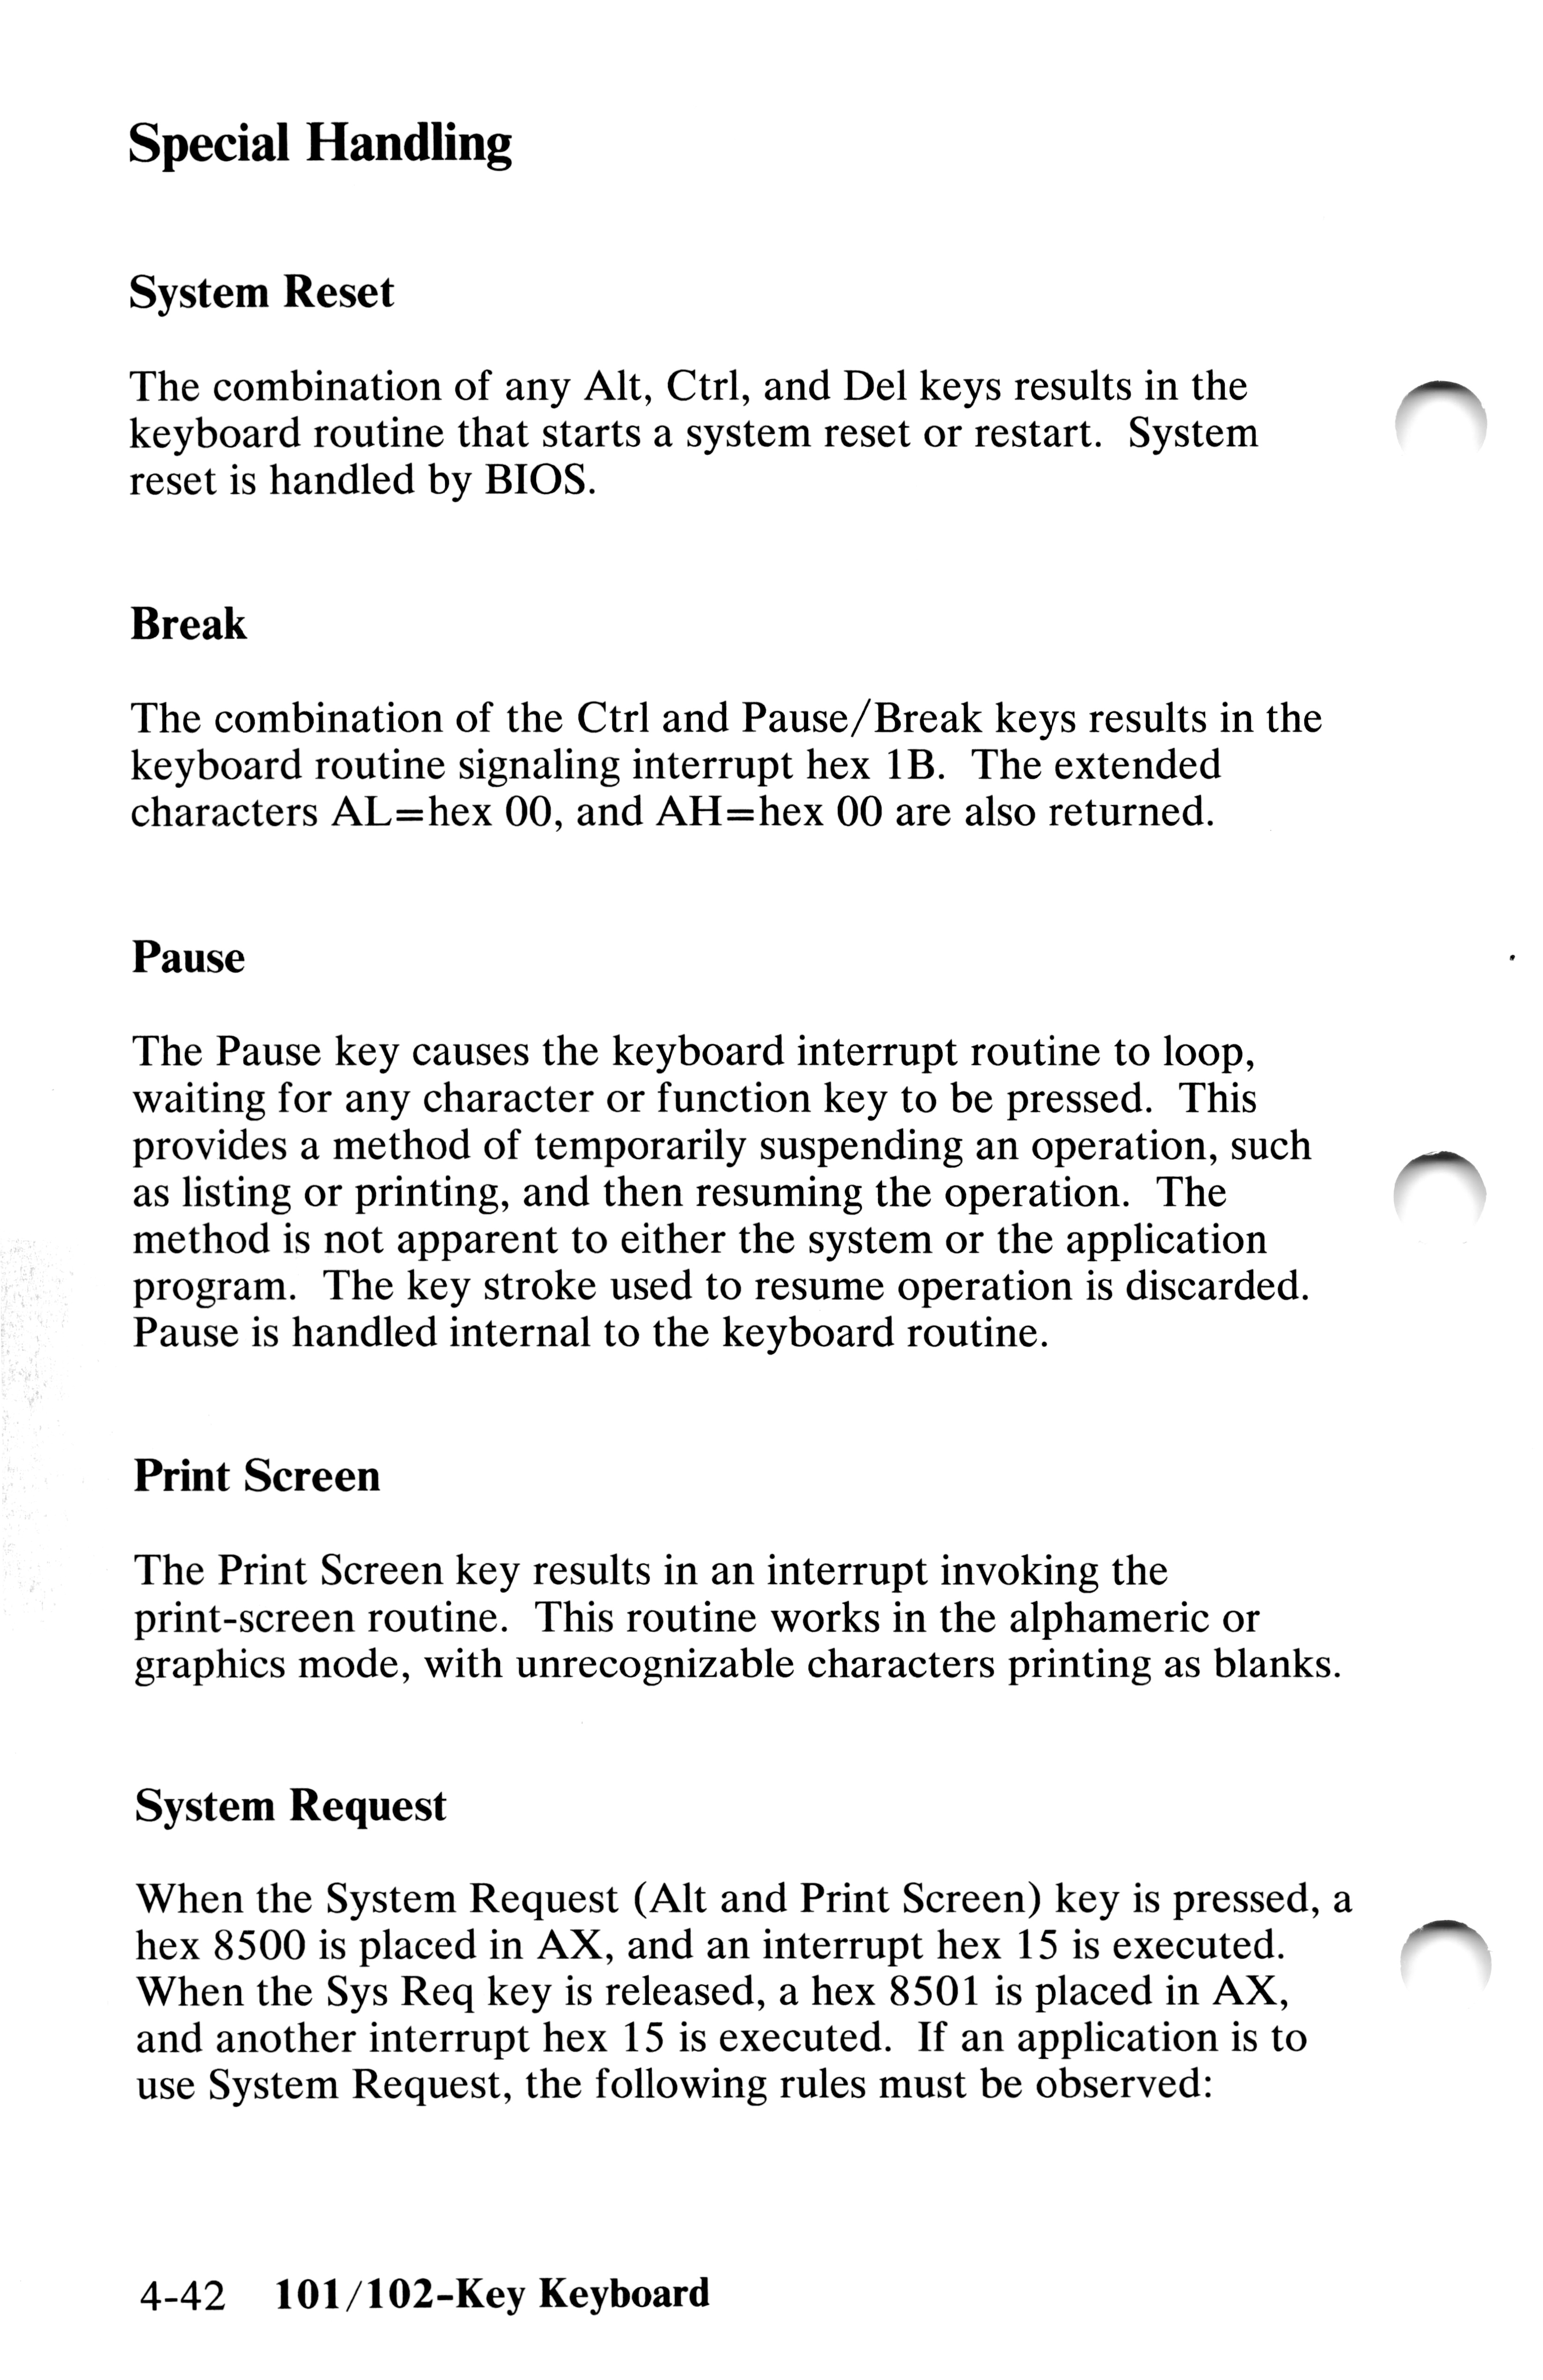 Special Handling
System Reset
The combination of any Alt, Ctrl, and Del keys results in the
keyboard routine that starts a system reset or restart. System
reset is handled by BIOS.
Break
The combination of the Ctrl and Pause/Break keys results in the
keyboard routine signaling interrupt hex 1B. The extended
characters AL=hex 00, and AH=hex 00 are also returned.
Pause
The Pause key causes the keyboard interrupt routine to loop,
waiting for any character or function key to be pressed. This
provides a method of temporarily suspending an operation, such
as listing or printing, and then resuming the operation. The
method is not apparent to either the system or the application
program. The key stroke used to resume operation is discarded.
Pause is handled internal to the keyboard routine.
Print Screen
The Print Screen key results in an interrupt invoking the
print-screen routine. This routine works in the alphameric or
graphics mode, with unrecognizable characters printing as blanks.
System Request
When the System Request (Alt and Print Screen) key is pressed, a
hex 8500 is placed in AX, and an interrupt hex 15 is executed.
When the Sys Req key is released, a hex 8501 is placed in AX,
and another interrupt hex 15 is executed. If an application is to
use System Request, the following rules must be observed:
4-42 101/102-Key Keyboard